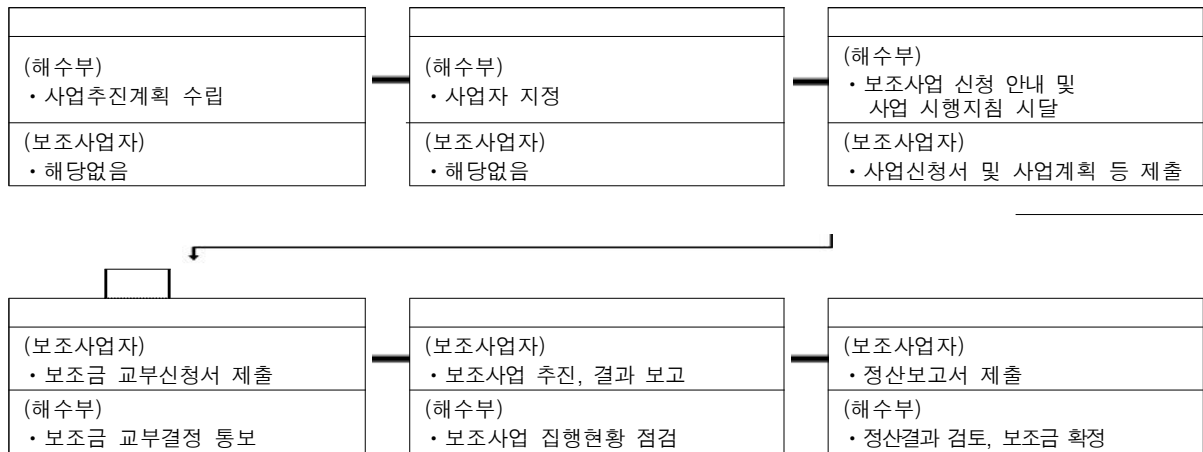 (해수부)
・사업추진계획 수립
(보조사업자)
・해당없음
(해수부)
・사업자 지정
(보조사업자)
・해당없음
(해수부)
・보조사업 신청 안내 및
사업 시행지침 시달
(보조사업자)
・사업신청서 및 사업계획 등 제출
(보조사업자)
・보조금 교부신청서 제출
(해수부)
・보조금 교부결정 통보
(보조사업자)
・보조사업 추진, 결과 보고
(해수부)
・보조사업 집행현황 점검
(보조사업자)
・정산보고서 제출
(해수부)
・정산결과 검토, 보조금 확정